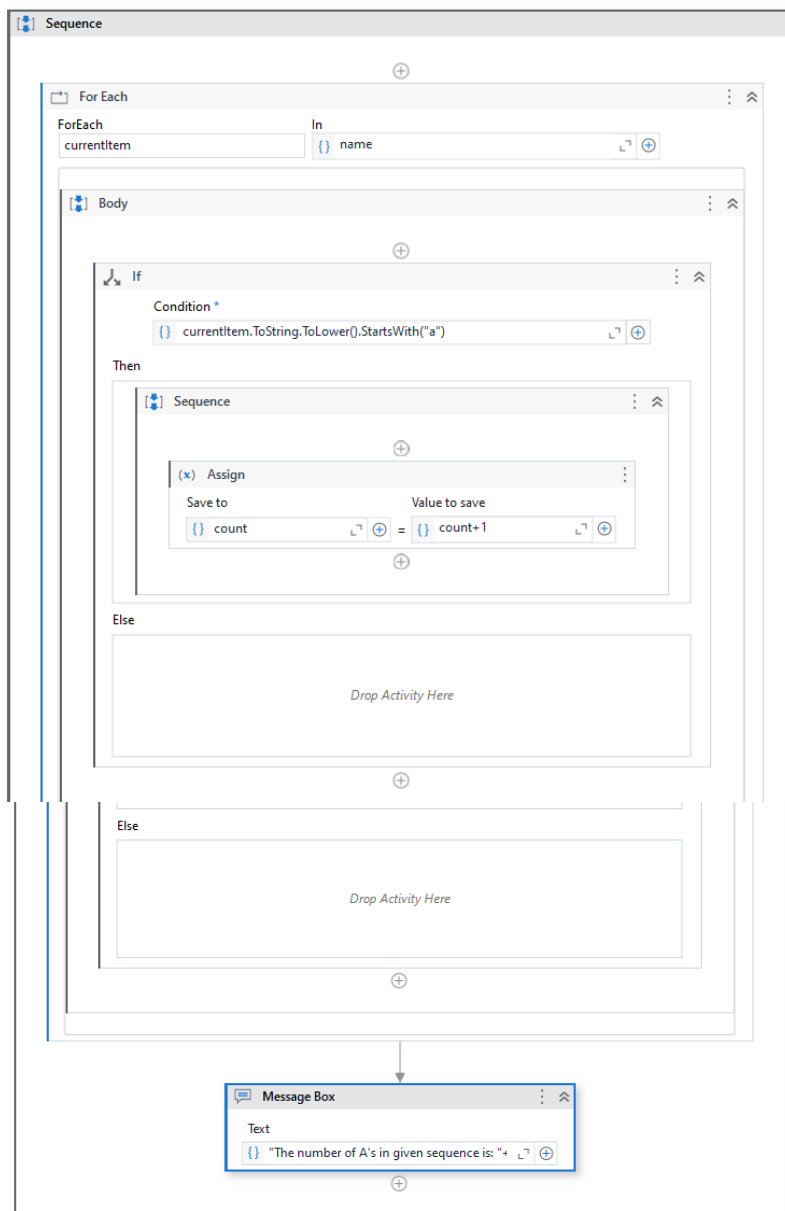 Sequence
For Each
ForEach In
currentItem name
Body
If
Condition *
currentItem.ToString.ToLower().StartsWith("a")
Then
Sequence
(x) Assign
Save to Value to save
{} count = {} count+1
Else
Drop Activity Here
Else
Drop Activity Here
Message Box
Text
"The number of A's in given sequence is: "+